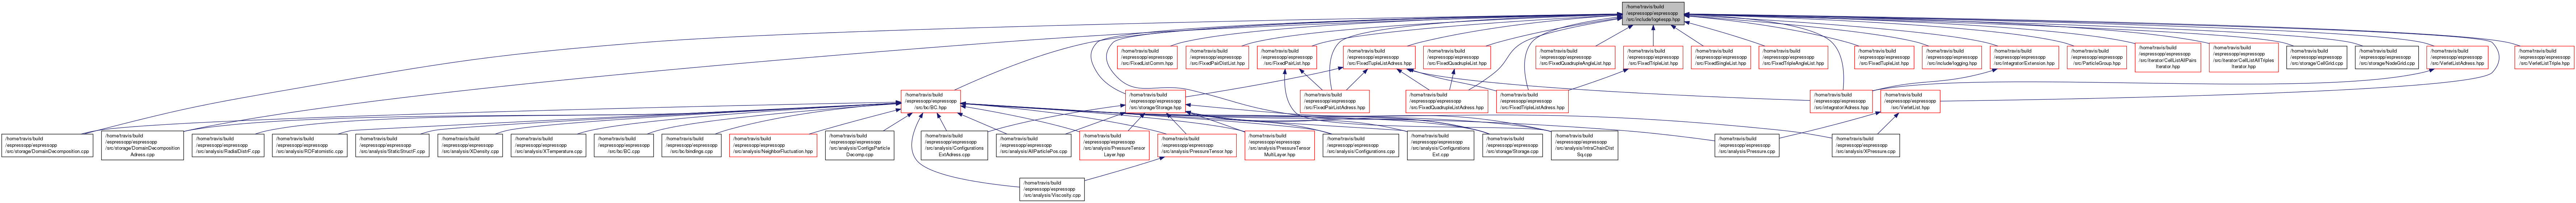 /home/travis/build
/espressopp/espressopp
/src/include/log4espp.hpp
/home/travis/build
/espressopp/espressopp
/src/FixedListComm.hpp
/home/travis/build
/espressopp/espressopp
/src/FixedPairDistList.hpp
/home/travis/build
/espressopp/espressopp
/src/FixedPairList.hpp
/home/travis/build
/espressopp/espressopp
/src/FixedTupleListAdress.hpp
/home/travis/build
/espressopp/espressopp
/src/FixedQuadrupleList.hpp
/home/travis/build
/espressopp/espressopp
/src/FixedQuadrupleAngleList.hpp
/home/travis/build
/espressopp/espressopp
/src/FixedTripleList.hpp
/home/travis/build
/espressopp/espressopp
/src/FixedSingleList.hpp
/home/travis/build
/espressopp/espressopp
/src/FixedTripleAngleList.hpp
/home/travis/build
/espressopp/espressopp
/src/FixedTupleList.hpp
/home/travis/build
/espressopp/espressopp
/src/include/logging.hpp
/home/travis/build
/espressopp/espressopp
/src/integrator/Extension.hpp
/home/travis/build
/espressopp/espressopp
/src/ParticleGroup.hpp
/home/travis/build
/espressopp/espressopp
/src/iterator/CellListAllPairs
Iterator.hpp
/home/travis/build
/espressopp/espressopp
/src/iterator/CellListAllTriples
Iterator.hpp
/home/travis/build
/espressopp/espressopp
/src/storage/CellGrid.cpp
/home/travis/build
/espressopp/espressopp
/src/storage/NodeGrid.cpp
/home/travis/build
/espressopp/espressopp
/src/VerletListAdress.hpp
/home/travis/build
/espressopp/espressopp
/src/VerletListTriple.hpp
/home/travis/build
/espressopp/espressopp
/src/bc/BC.hpp
/home/travis/build
/espressopp/espressopp
/src/storage/Storage.hpp
/home/travis/build
/espressopp/espressopp
/src/FixedPairListAdress.hpp
/home/travis/build
/espressopp/espressopp
/src/FixedQuadrupleListAdress.hpp
/home/travis/build
/espressopp/espressopp
/src/FixedTripleListAdress.hpp
/home/travis/build
/espressopp/espressopp
/src/integrator/Adress.hpp
/home/travis/build
/espressopp/espressopp
/src/VerletList.hpp
/home/travis/build
/espressopp/espressopp
/src/storage/DomainDecomposition.cpp
/home/travis/build
/espressopp/espressopp
/src/storage/DomainDecomposition
Adress.cpp
/home/travis/build
/espressopp/espressopp
/src/analysis/RadialDistrF.cpp
/home/travis/build
/espressopp/espressopp
/src/analysis/RDFatomistic.cpp
/home/travis/build
/espressopp/espressopp
/src/analysis/StaticStructF.cpp
/home/travis/build
/espressopp/espressopp
/src/analysis/XDensity.cpp
/home/travis/build
/espressopp/espressopp
/src/analysis/XTemperature.cpp
/home/travis/build
/espressopp/espressopp
/src/bc/BC.cpp
/home/travis/build
/espressopp/espressopp
/src/bc/bindings.cpp
/home/travis/build
/espressopp/espressopp
/src/analysis/NeighborFluctuation.hpp
/home/travis/build
/espressopp/espressopp
/src/analysis/ConfigsParticle
Decomp.cpp
/home/travis/build
/espressopp/espressopp
/src/analysis/Configurations
ExtAdress.cpp
/home/travis/build
/espressopp/espressopp
/src/analysis/AllParticlePos.cpp
/home/travis/build
/espressopp/espressopp
/src/analysis/PressureTensor
Layer.hpp
/home/travis/build
/espressopp/espressopp
/src/analysis/PressureTensor.hpp
/home/travis/build
/espressopp/espressopp
/src/analysis/PressureTensor
MultiLayer.hpp
/home/travis/build
/espressopp/espressopp
/src/analysis/Configurations.cpp
/home/travis/build
/espressopp/espressopp
/src/analysis/Configurations
Ext.cpp
/home/travis/build
/espressopp/espressopp
/src/storage/Storage.cpp
/home/travis/build
/espressopp/espressopp
/src/analysis/IntraChainDist
Sq.cpp
/home/travis/build
/espressopp/espressopp
/src/analysis/Pressure.cpp
/home/travis/build
/espressopp/espressopp
/src/analysis/XPressure.cpp
/home/travis/build
/espressopp/espressopp
/src/analysis/Viscosity.cpp